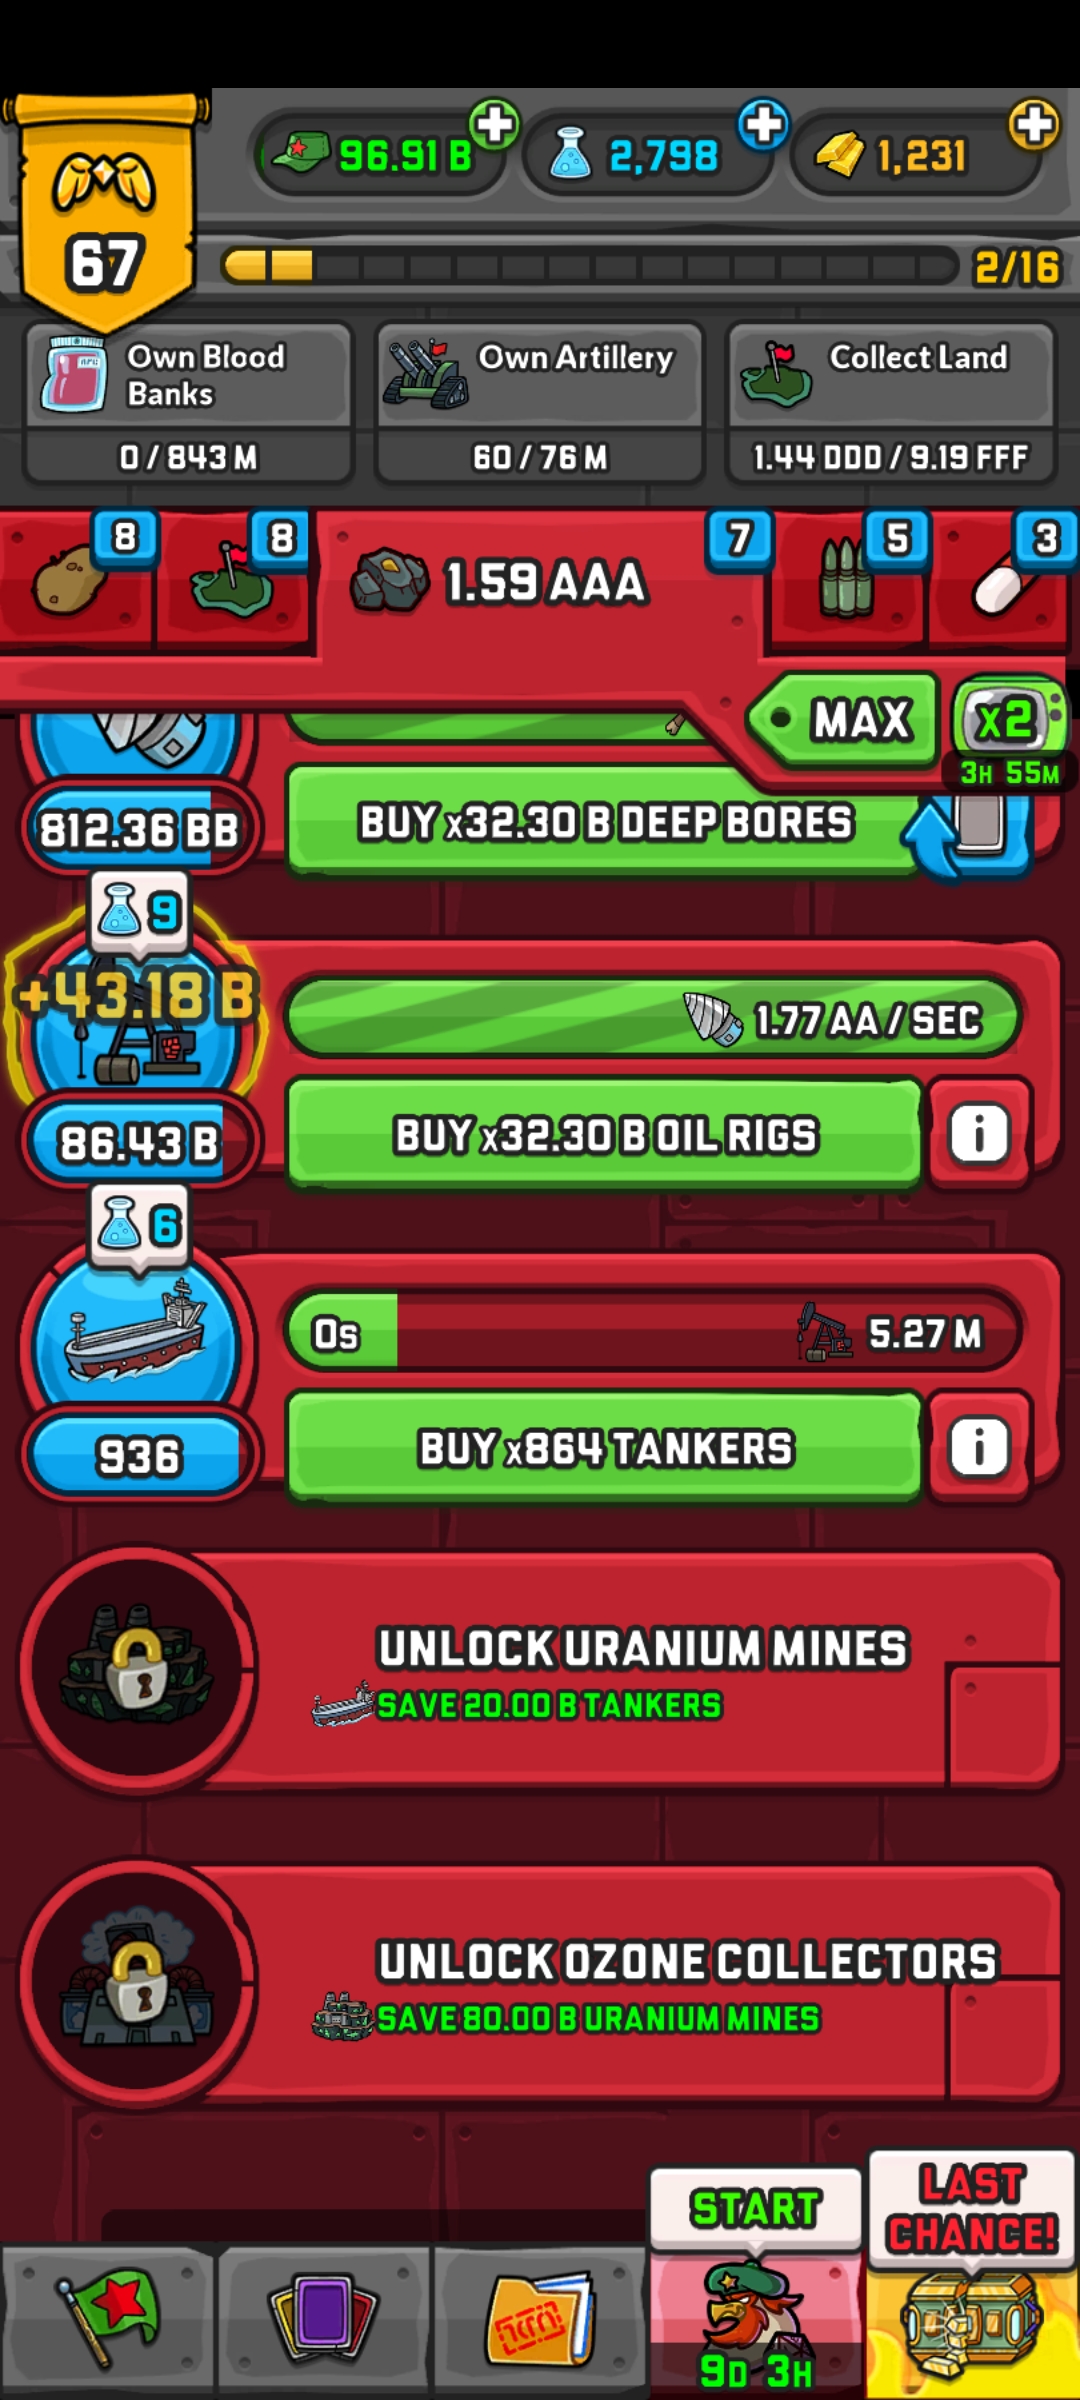 96.91 B
2,798
1,231
67
2/16
Own Blood
Banks
0 / 843 M
Own Artillery
60 / 76 M
Collect Land
1.44 DDD / 9.19 FFF
8
8
1.59 AAA
7
5
3
MAX
x2
3H 55M
812.36 BB
BUY x32.30 B DEEP BORES
9
+43.18 B
1.77 AA / SEC
86.43 B
BUY x32.30 B OIL RIGS
i
6
0s
5.27 M
936
BUY x864 TANKERS
i
UNLOCK URANIUM MINES
SAVE 20.00 B TANKERS
UNLOCK OZONE COLLECTORS
SAVE 80.00 B URANIUM MINES
START
LAST
CHANCE!
9D 3H